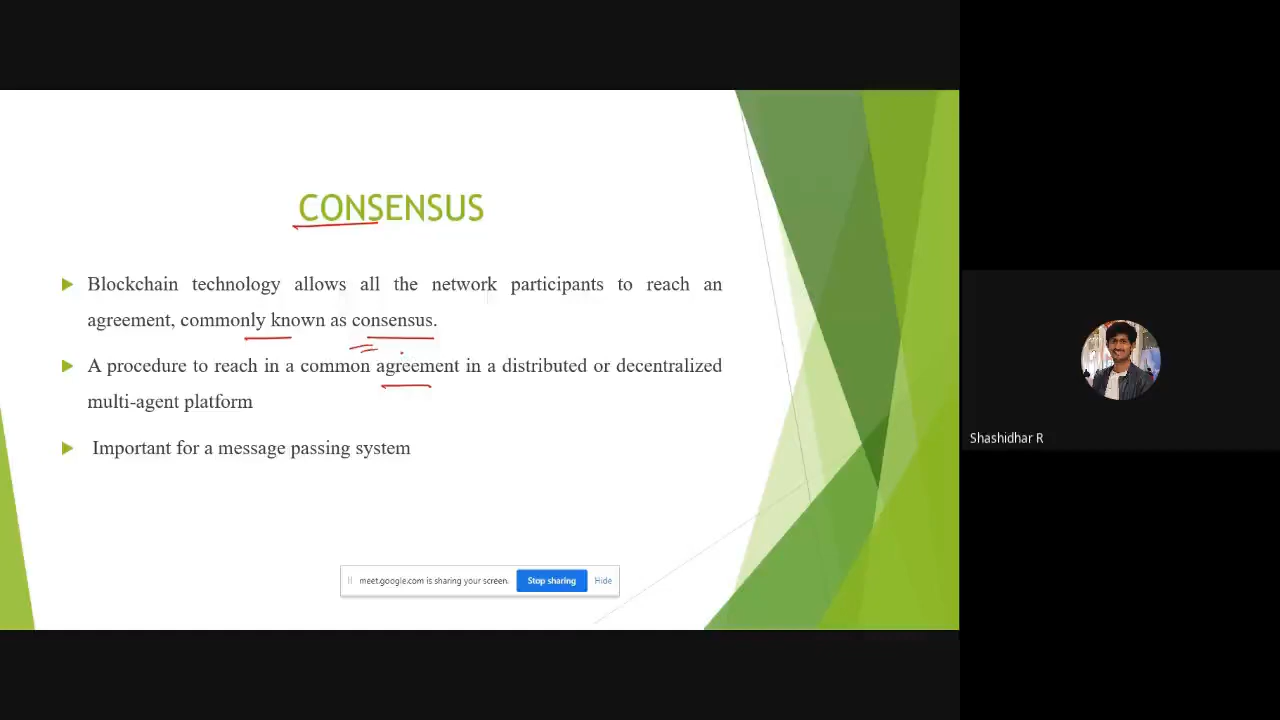 CONSENSUS
Blockchain technology allows all the network participants to reach an
agreement, commonly known as consensus.
A procedure to reach in a common agreement in a distributed or decentralized
multi-agent platform
Important for a message passing system
meet.google.com is sharing your screen. Stop sharing Hide
Shashidhar R